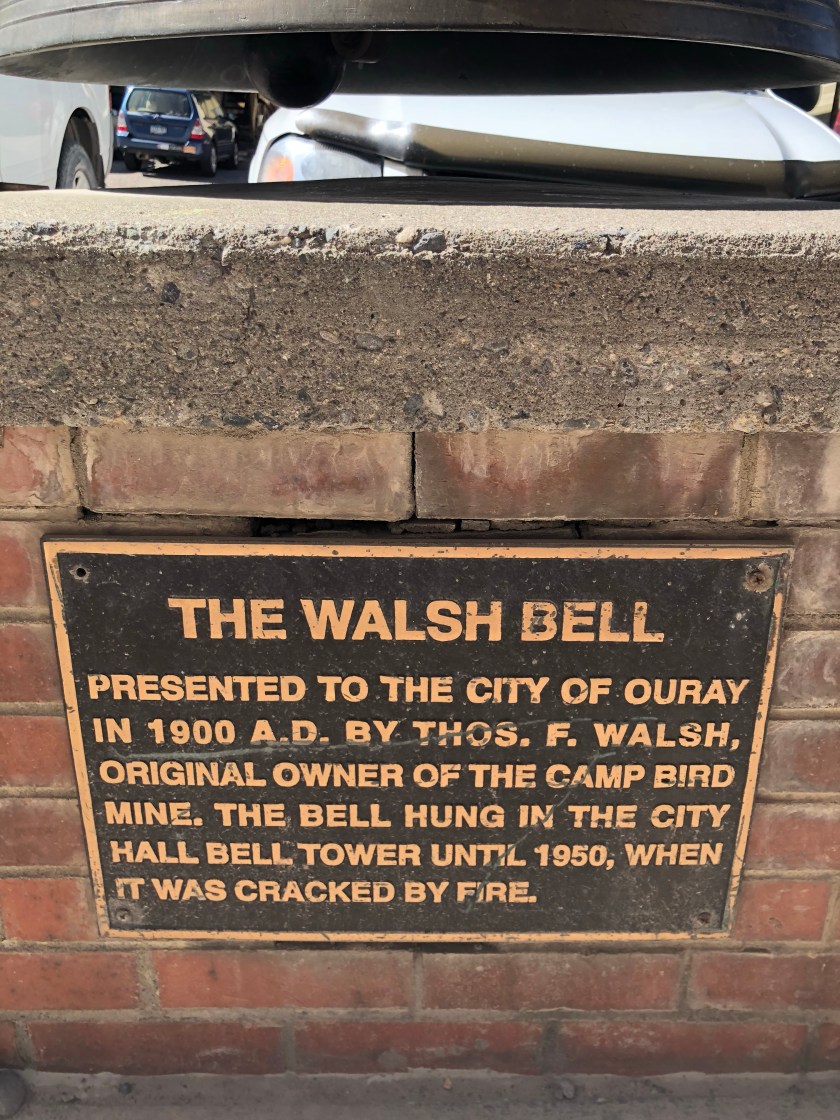 THE WALSH BELL
PRESENTED TO THE CITY OF OURAY
IN 1900 A.D. BY THOS. F. WALSH,
ORIGINAL OWNER OF THE CAMP BIRD
MINE. THE BELL HUNG IN THE CITY
HALL BELL TOWER UNTIL 1950, WHEN
IT WAS CRACKED BY FIRE.